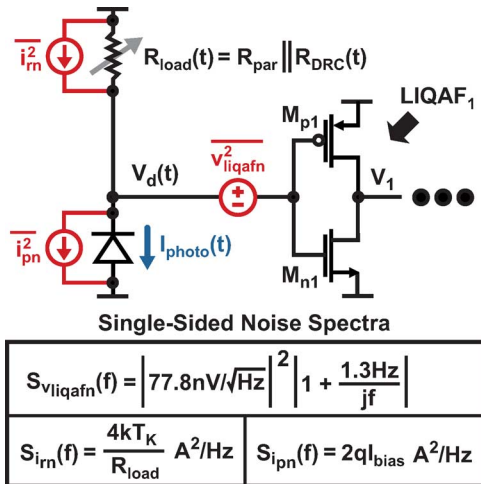 i²rn
Rload(t) = Rpar || RDRC(t)
LIQAF1
Mp1
v²liqafn
Vd(t)
V1
i²pn
Iphoto(t)
Mn1
Single-Sided Noise Spectra
Svliqafn(f) = |77.8nV/√Hz|² |1 + 1.3Hz/jf|
Sirn(f) = 4kTK/Rload A²/Hz
Sipn(f) = 2qIbias A²/Hz